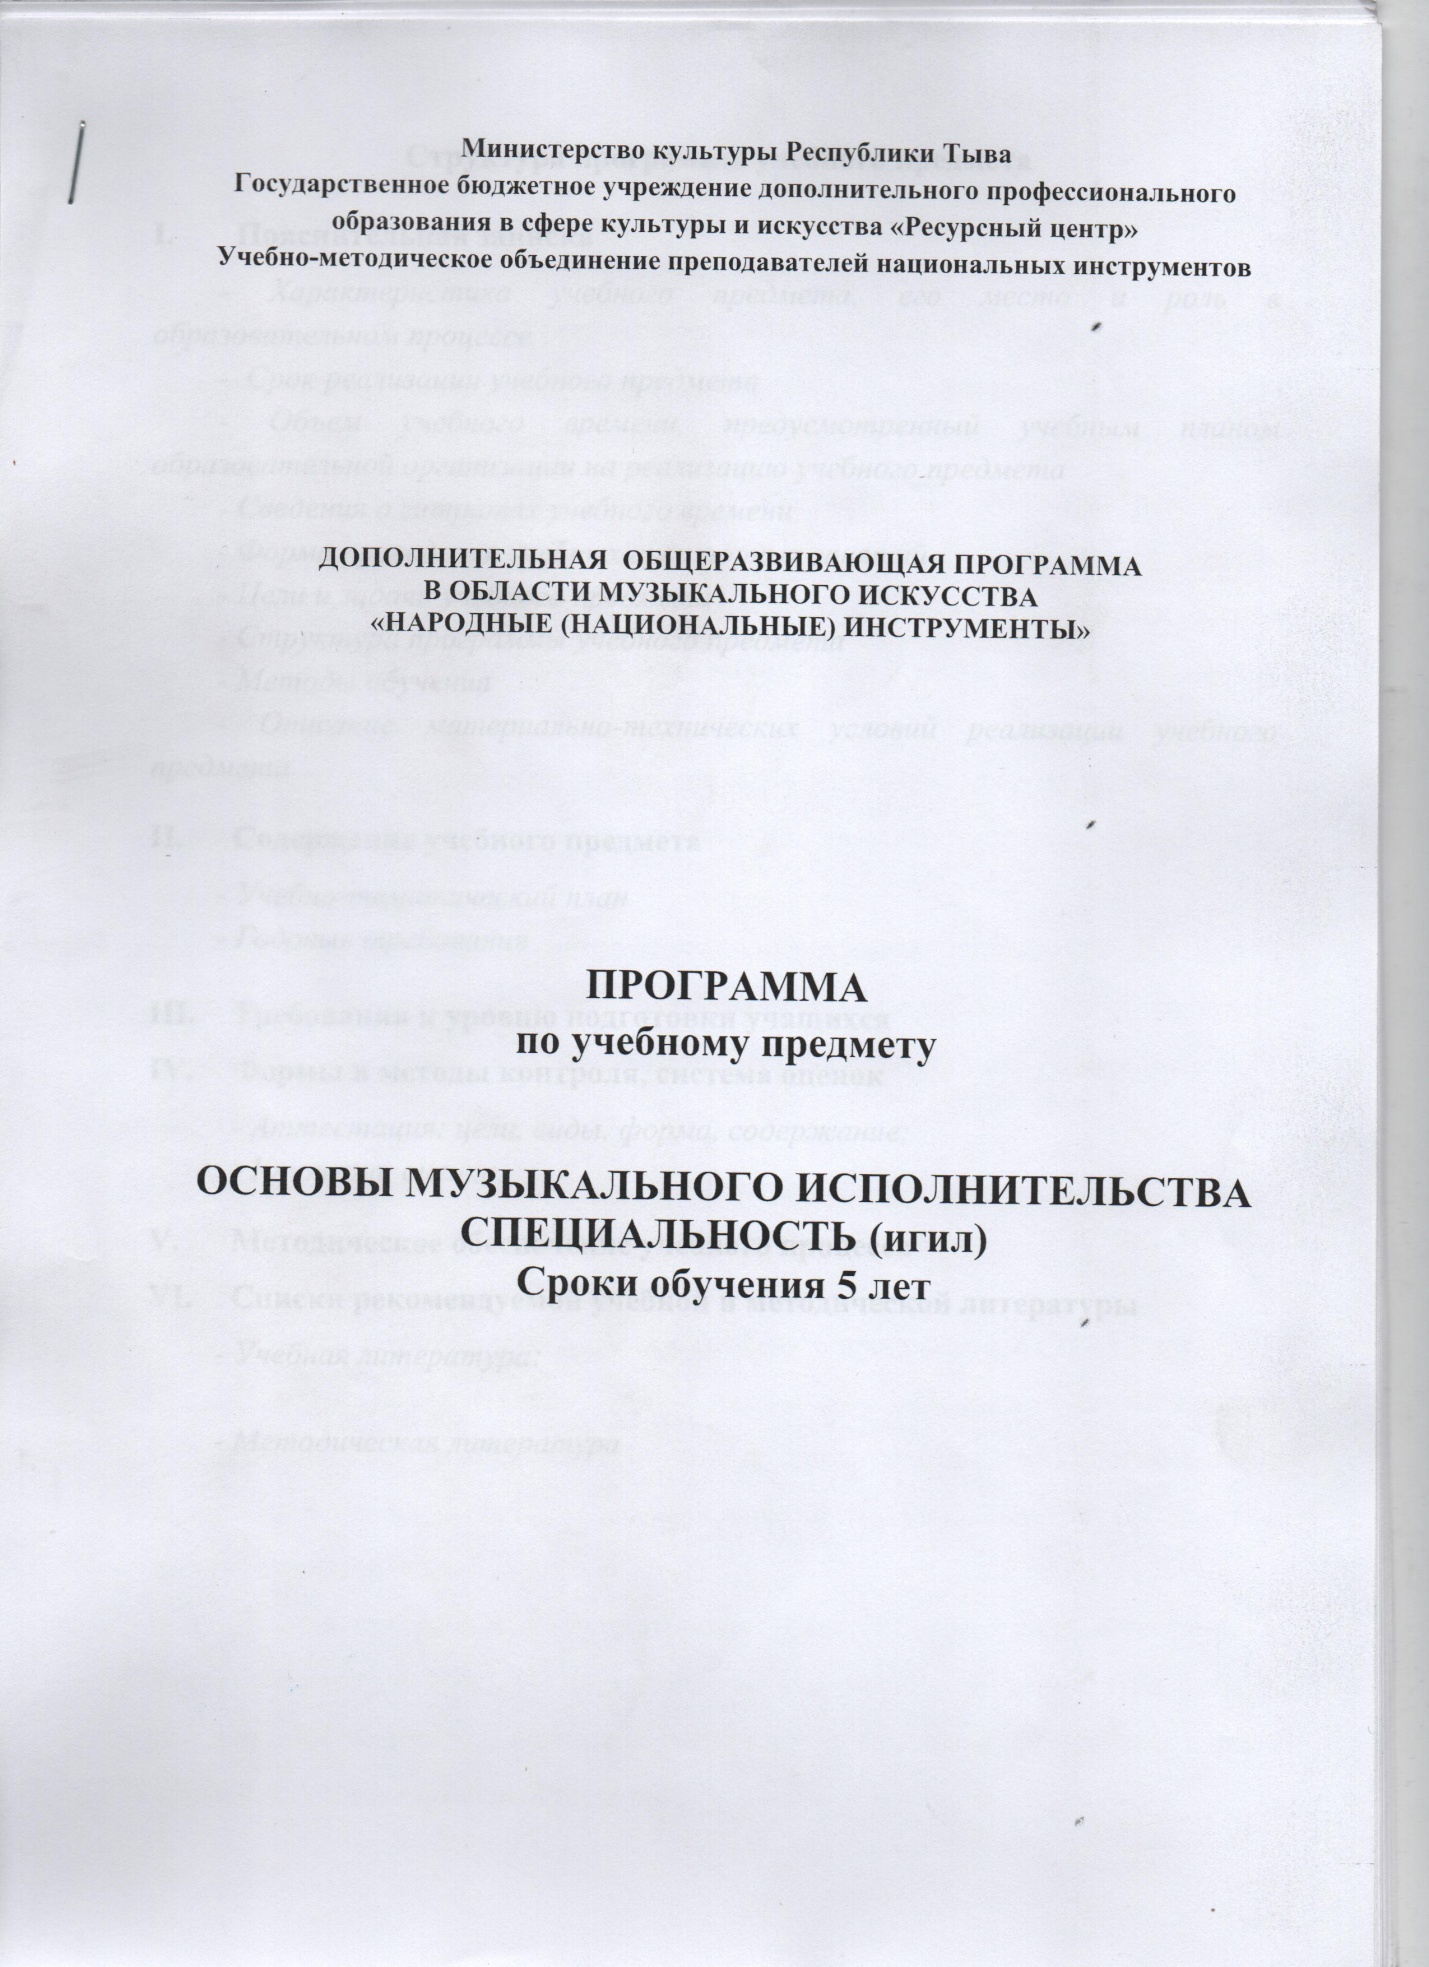 Министерство культуры Республики Тыва
Государственное бюджетное учреждение дополнительного профессионального
образования в сфере культуры и искусства «Ресурсный центр»
Учебно-методическое объединение преподавателей национальных инструментов
ДОПОЛНИТЕЛЬНАЯ ОБЩЕРАЗВИВАЮЩАЯ ПРОГРАММА
В ОБЛАСТИ МУЗЫКАЛЬНОГО ИСКУССТВА
«НАРОДНЫЕ (НАЦИОНАЛЬНЫЕ) ИНСТРУМЕНТЫ»
ПРОГРАММА
по учебному предмету
ОСНОВЫ МУЗЫКАЛЬНОГО ИСПОЛНИТЕЛЬСТВА
СПЕЦИАЛЬНОСТЬ (игил)
Сроки обучения 5 лет